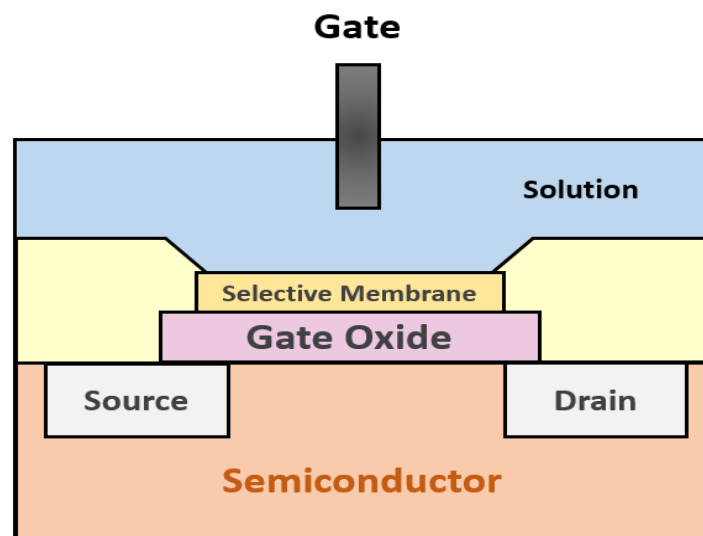 Gate
Solution
Selective Membrane
Gate Oxide
Source
Drain
Semiconductor